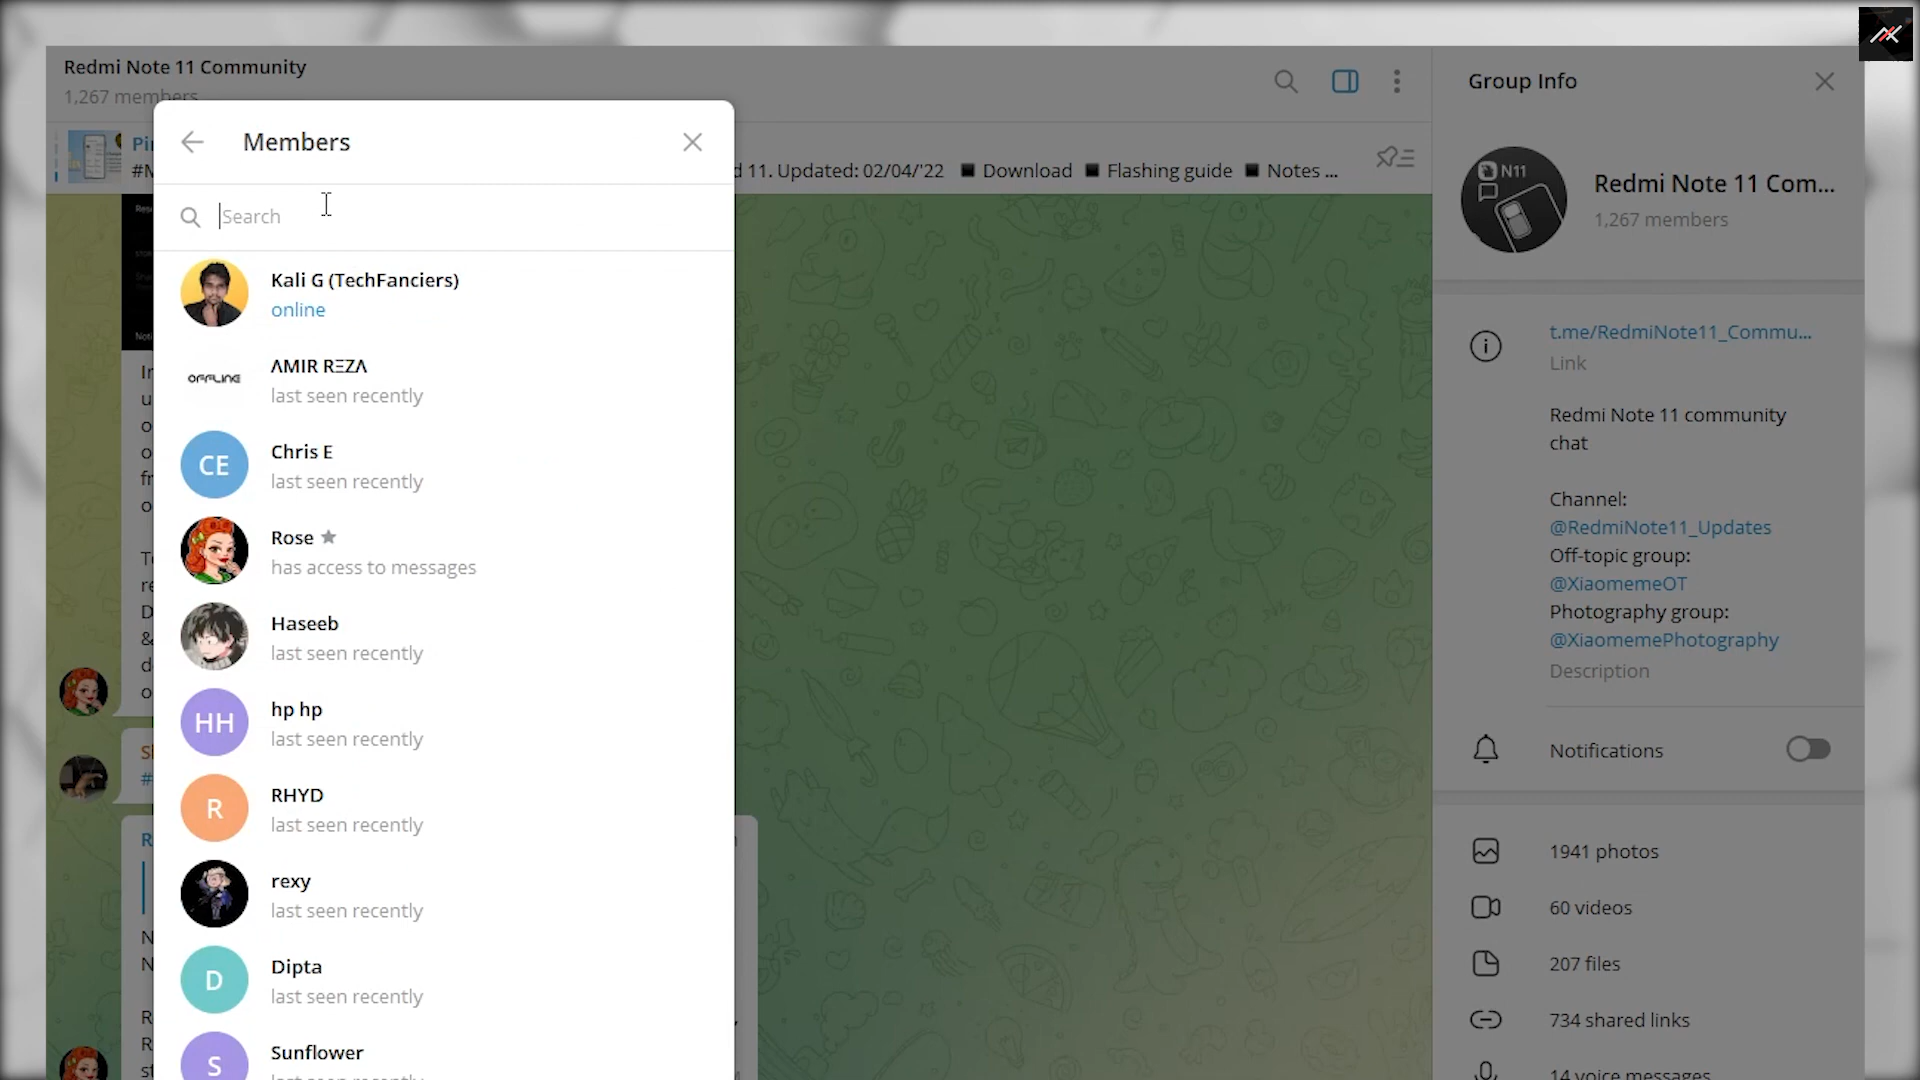 Redmi Note 11 Community
1,267 members
d 11. Updated: 02/04/'22 ■ Download ■ Flashing guide ■ Notes ...
Members
Search
Kali G (TechFanciers)
online
OFFLINE
ΛMIR RΞZΛ
last seen recently
CE
Chris E
last seen recently
Rose
has access to messages
Haseeb
last seen recently
HH
hp hp
last seen recently
R
RHYD
last seen recently
rexy
last seen recently
D
Dipta
last seen recently
S
Sunflower
Group Info
N11
Redmi Note 11 Com...
1,267 members
t.me/RedmiNote11_Commu...
Link
Redmi Note 11 community
chat
Channel:
@RedmiNote11_Updates
Off-topic group:
@XiaomemeOT
Photography group:
@XiaomemePhotography
Description
Notifications
1941 photos
60 videos
207 files
734 shared links
14 voice messages